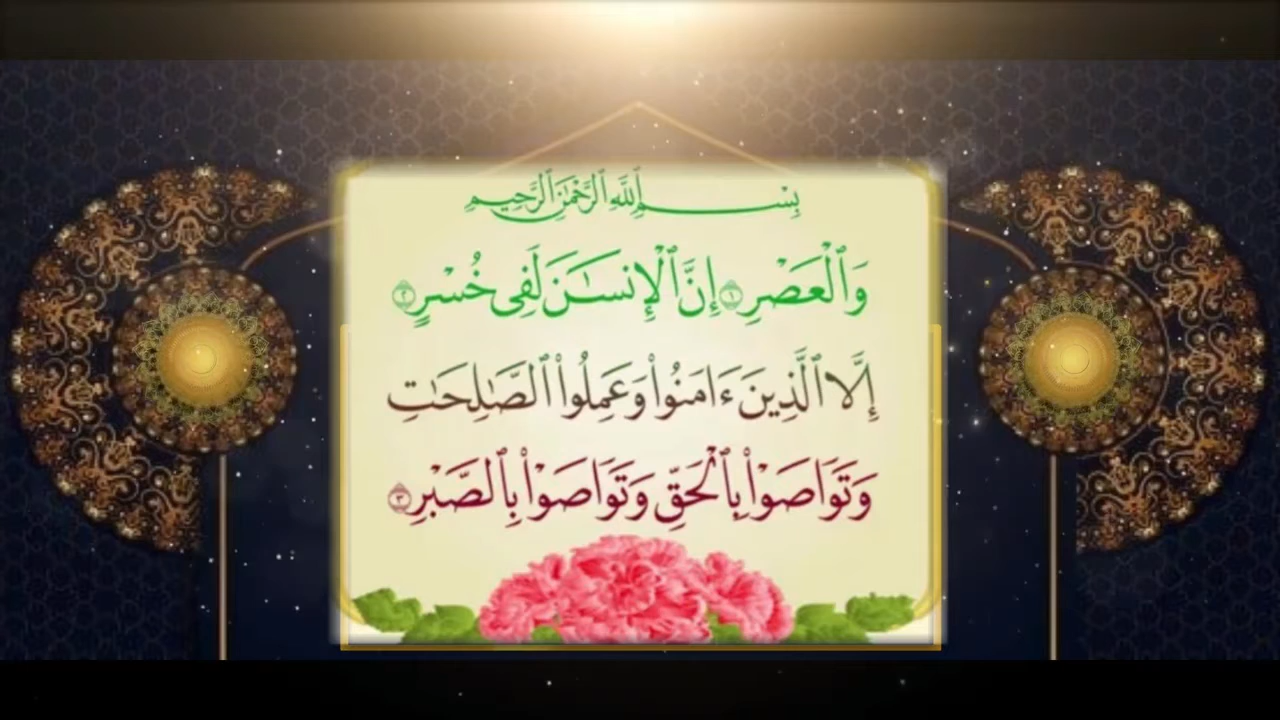 بِسْمِ ٱللَّهِ ٱلرَّحْمَٰنِ ٱلرَّحِيمِ
وَٱلْعَصْرِ ١ إِنَّ ٱلْإِنسَٰنَ لَفِى خُسْرٍ ٢
إِلَّا ٱلَّذِينَ ءَامَنُوا۟ وَعَمِلُوا۟ ٱلصَّٰلِحَٰتِ
وَتَوَاصَوْا۟ بِٱلْحَقِّ وَتَوَاصَوْا۟ بِٱلصَّبْرِ ٣